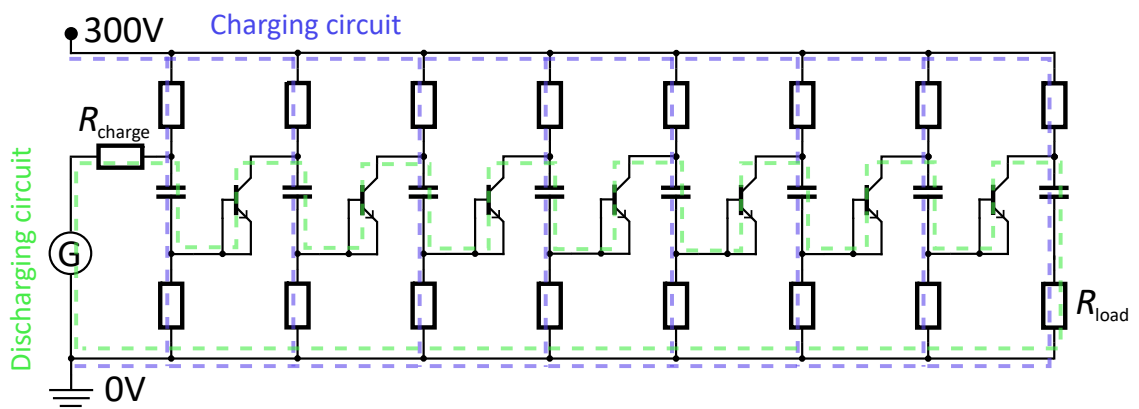 300V
Charging circuit
Rcharge
Discharging circuit
G
Rload
0V